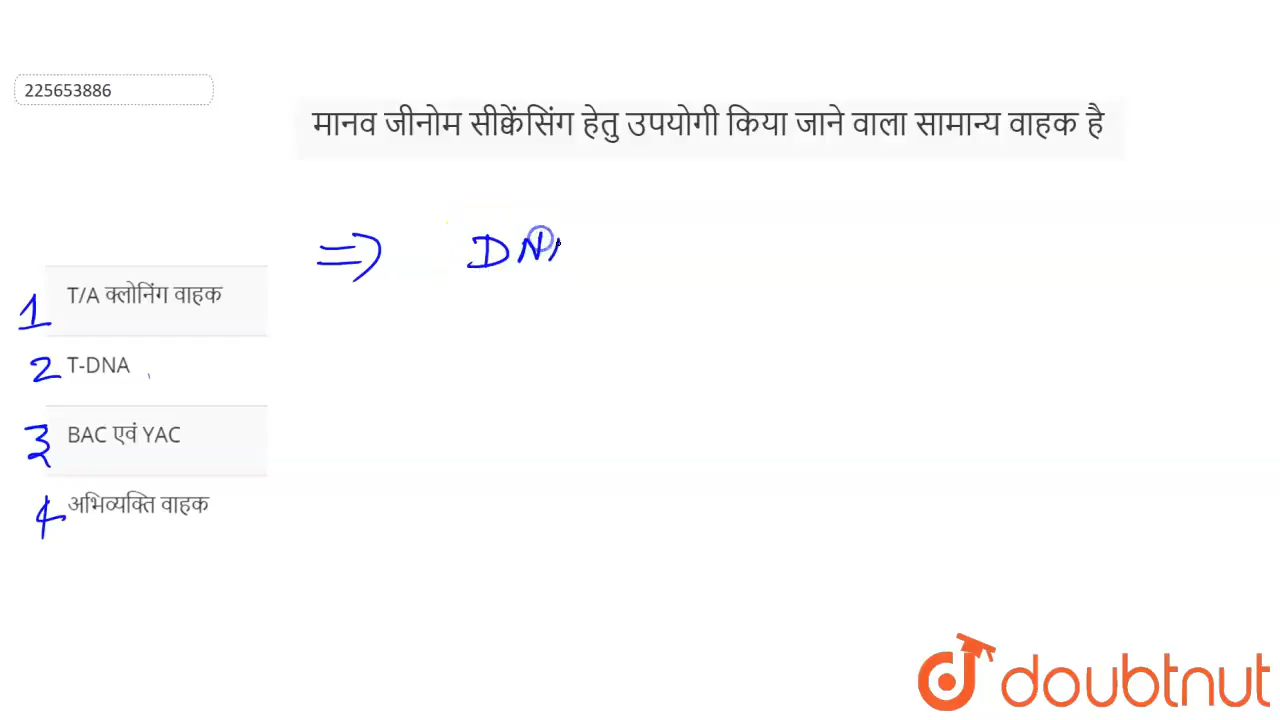 225653886
मानव जीनोम सीक्वेंसिंग हेतु उपयोगी किया जाने वाला सामान्य वाहक है
=> DN
1 T/A क्लोनिंग वाहक
2 T-DNA
3 BAC एवं YAC
4 अभिव्यक्ति वाहक
doubtnut